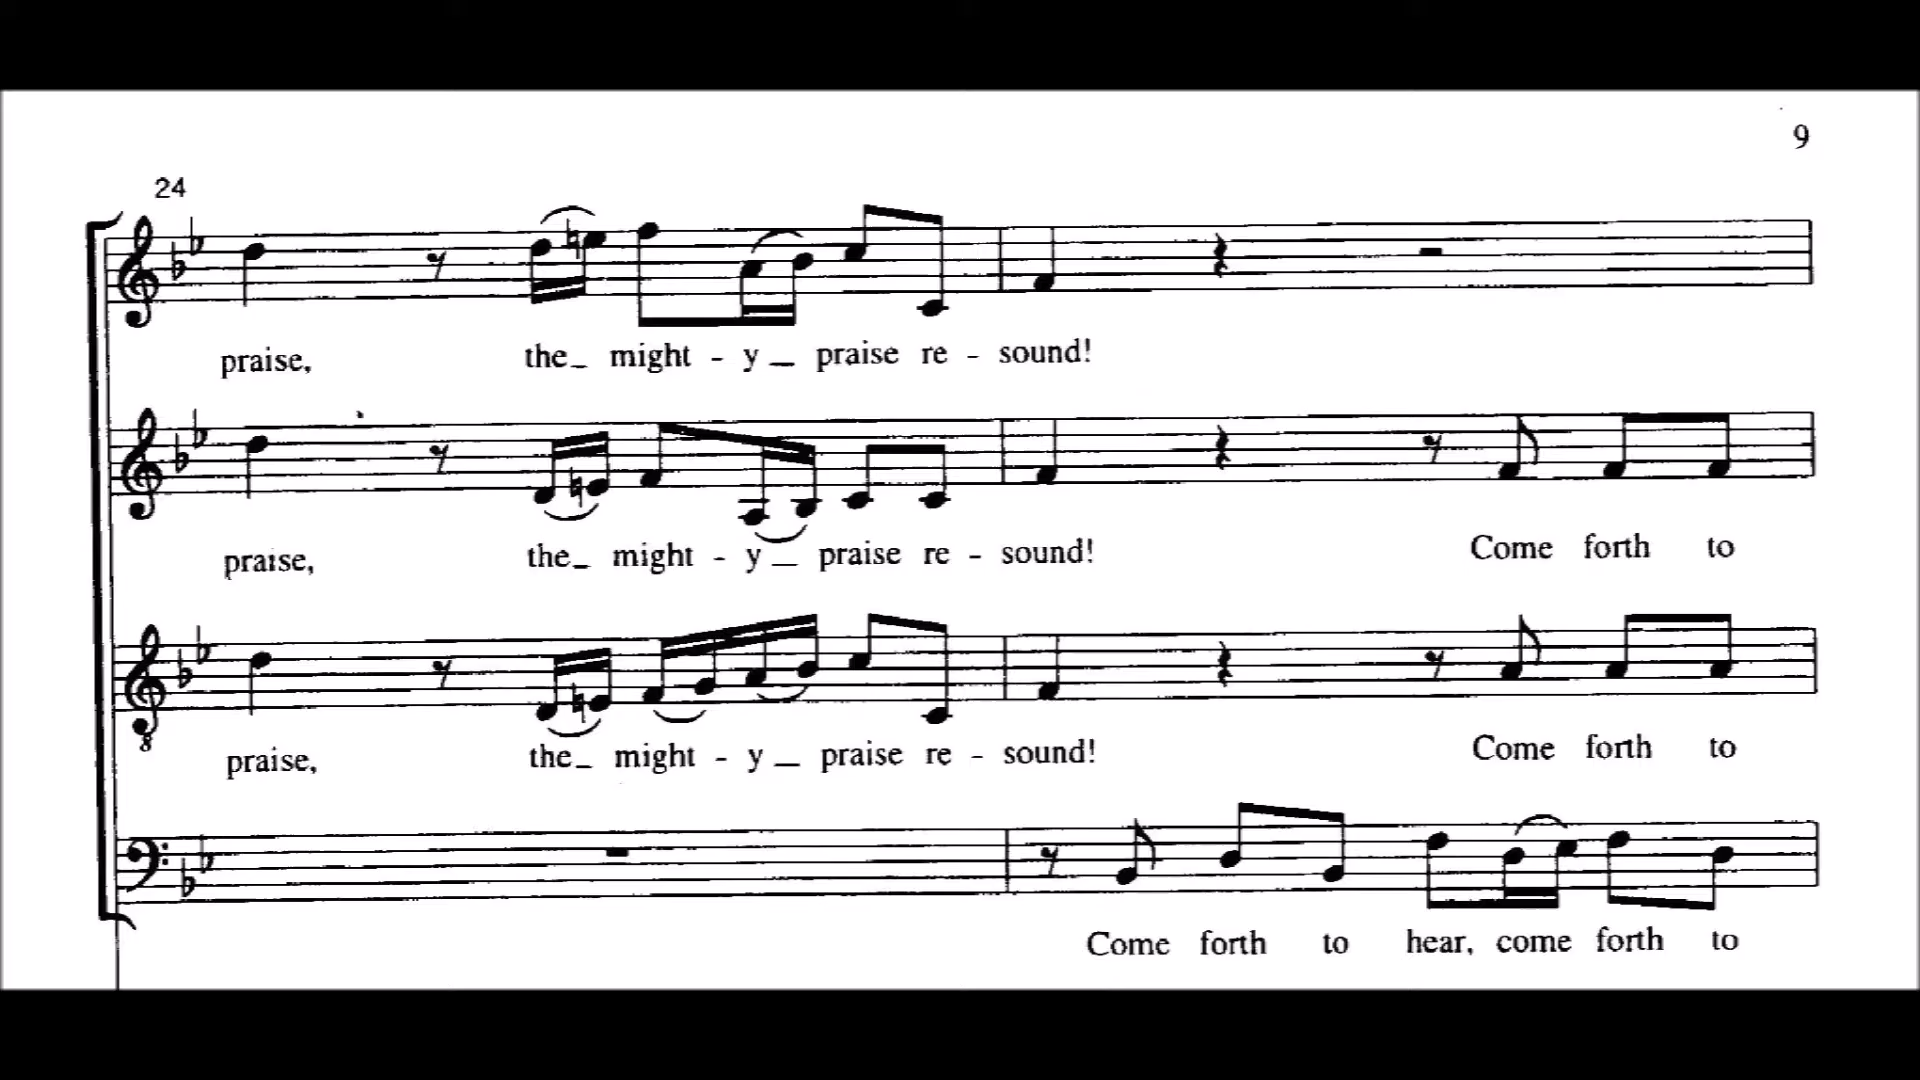 9
24
praise, the_ might - y_ praise re - sound!
praise, the_ might - y_ praise re - sound! Come forth to
8
praise, the_ might - y_ praise re - sound! Come forth to
Come forth to hear, come forth to